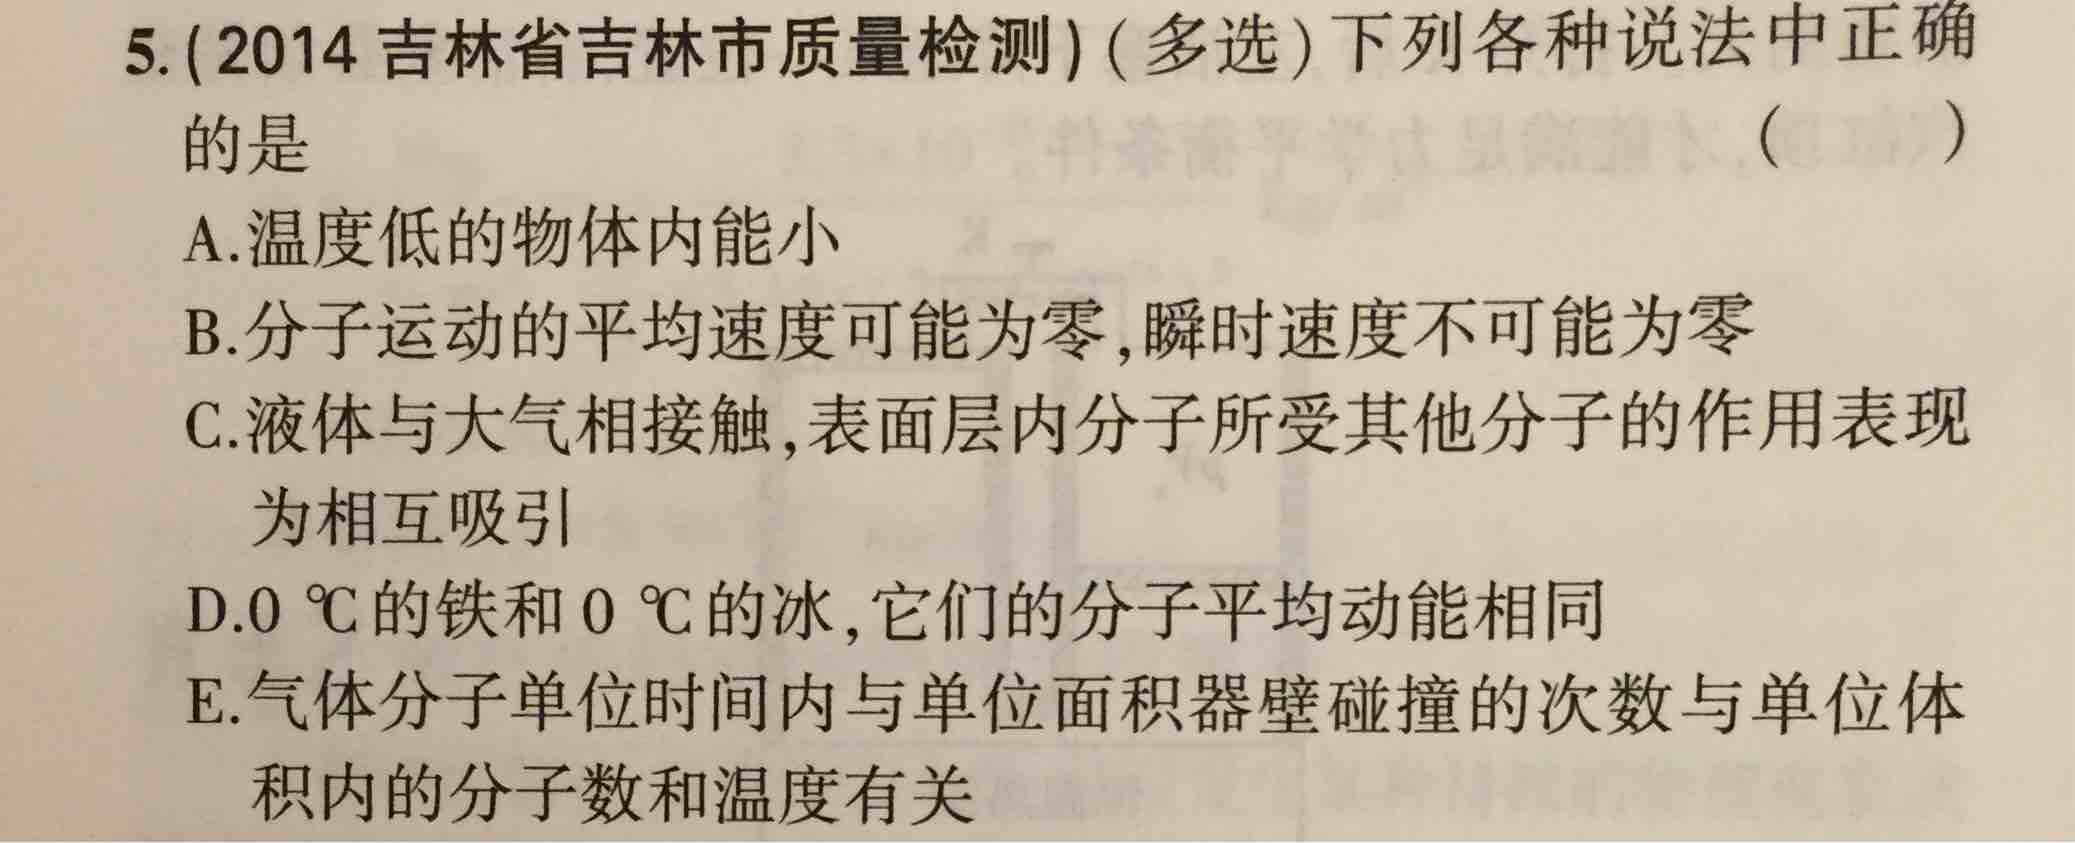 5.(2014吉林省吉林市质量检测)(多选)下列各种说法中正确
的是 ( )
A.温度低的物体内能小
B.分子运动的平均速度可能为零,瞬时速度不可能为零
C.液体与大气相接触,表面层内分子所受其他分子的作用表现
为相互吸引
D.0 ℃的铁和0 ℃的冰,它们的分子平均动能相同
E.气体分子单位时间内与单位面积器壁碰撞的次数与单位体
积内的分子数和温度有关